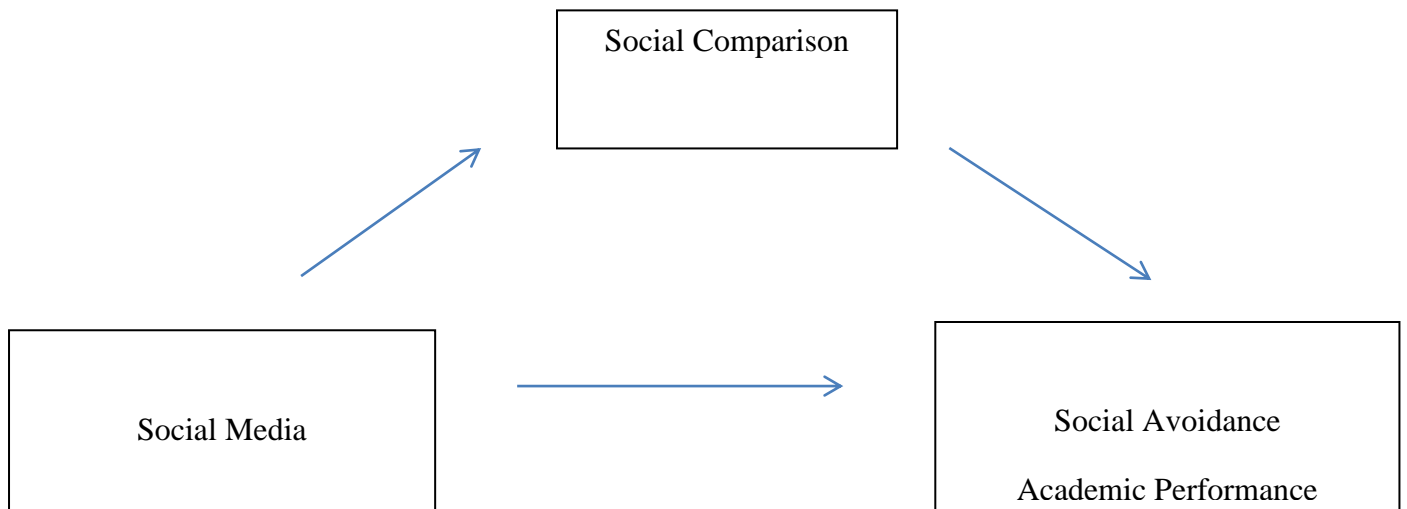 Social Comparison
Social Media
Social Avoidance
Academic Performance